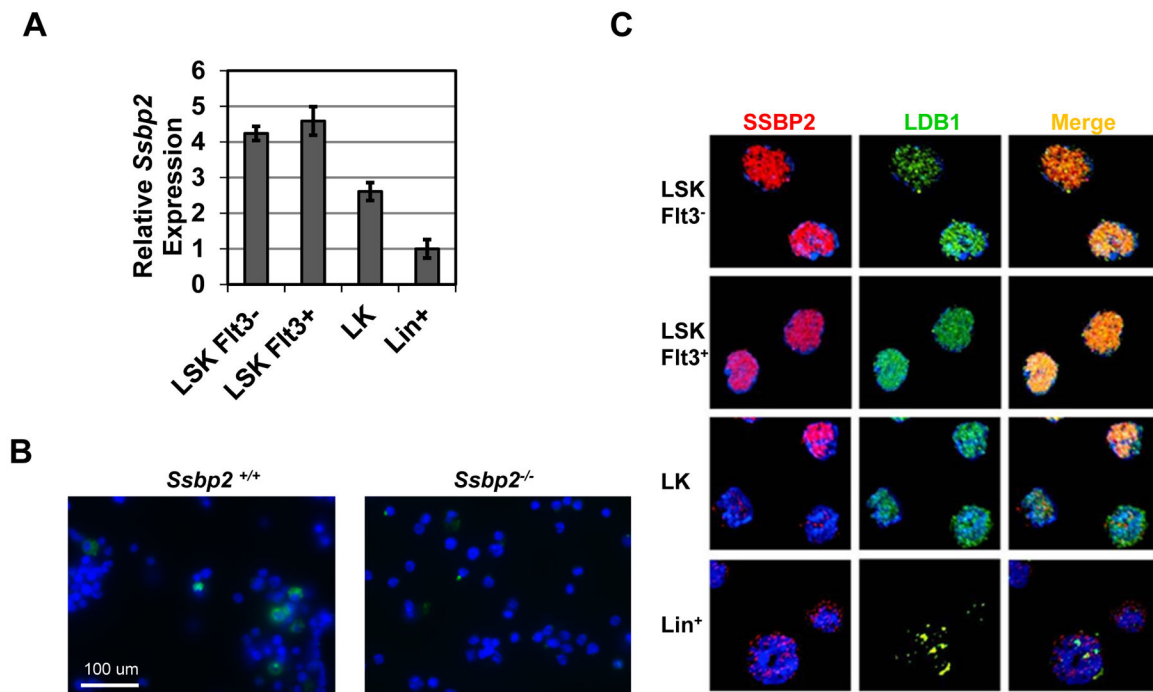 A
Relative Ssbp2
Expression
6
5
4
3
2
1
0
LSK Flt3-
LSK Flt3+
LK
Lin+
B
Ssbp2 +/+
Ssbp2-/-
100 um
C
SSBP2
LDB1
Merge
LSK
Flt3-
LSK
Flt3+
LK
Lin+